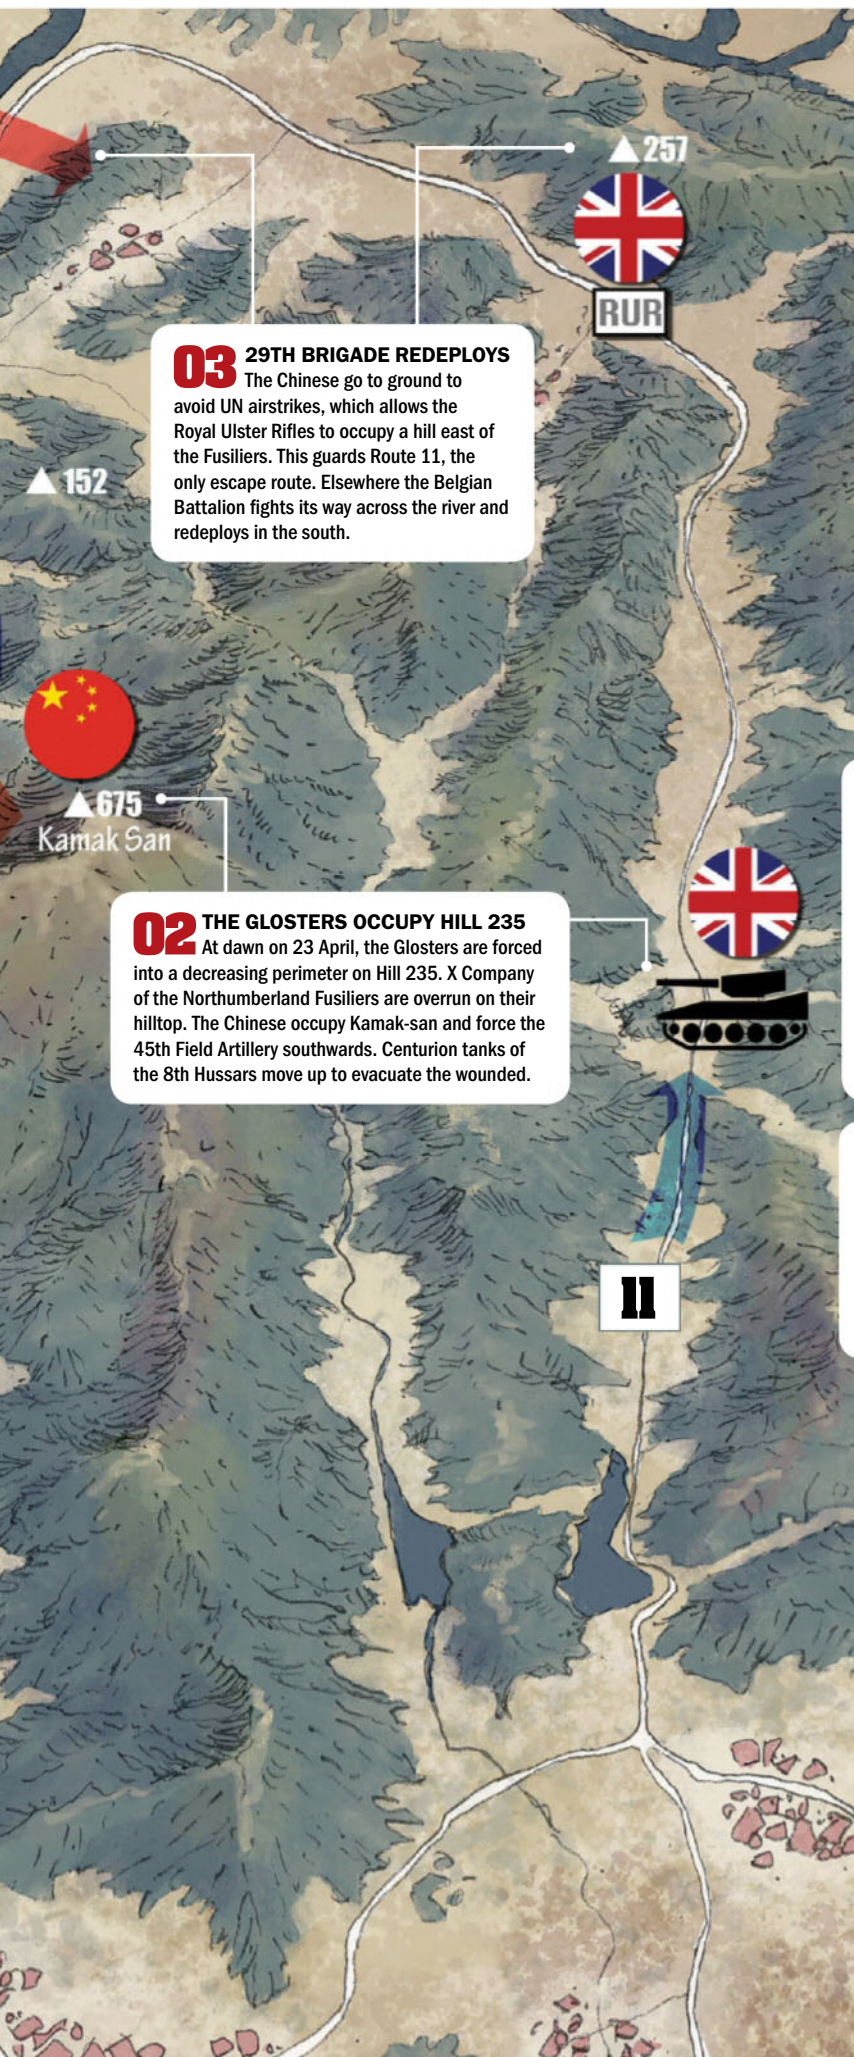 257
RUR
03 29TH BRIGADE REDEPLOYS
The Chinese go to ground to
avoid UN airstrikes, which allows the
Royal Ulster Rifles to occupy a hill east of
the Fusiliers. This guards Route 11, the
only escape route. Elsewhere the Belgian
Battalion fights its way across the river and
redeploys in the south.
152
675
Kamak San
02 THE GLOSTERS OCCUPY HILL 235
At dawn on 23 April, the Glosters are forced
into a decreasing perimeter on Hill 235. X Company
of the Northumberland Fusiliers are overrun on their
hilltop. The Chinese occupy Kamak-san and force the
45th Field Artillery southwards. Centurion tanks of
the 8th Hussars move up to evacuate the wounded.
11